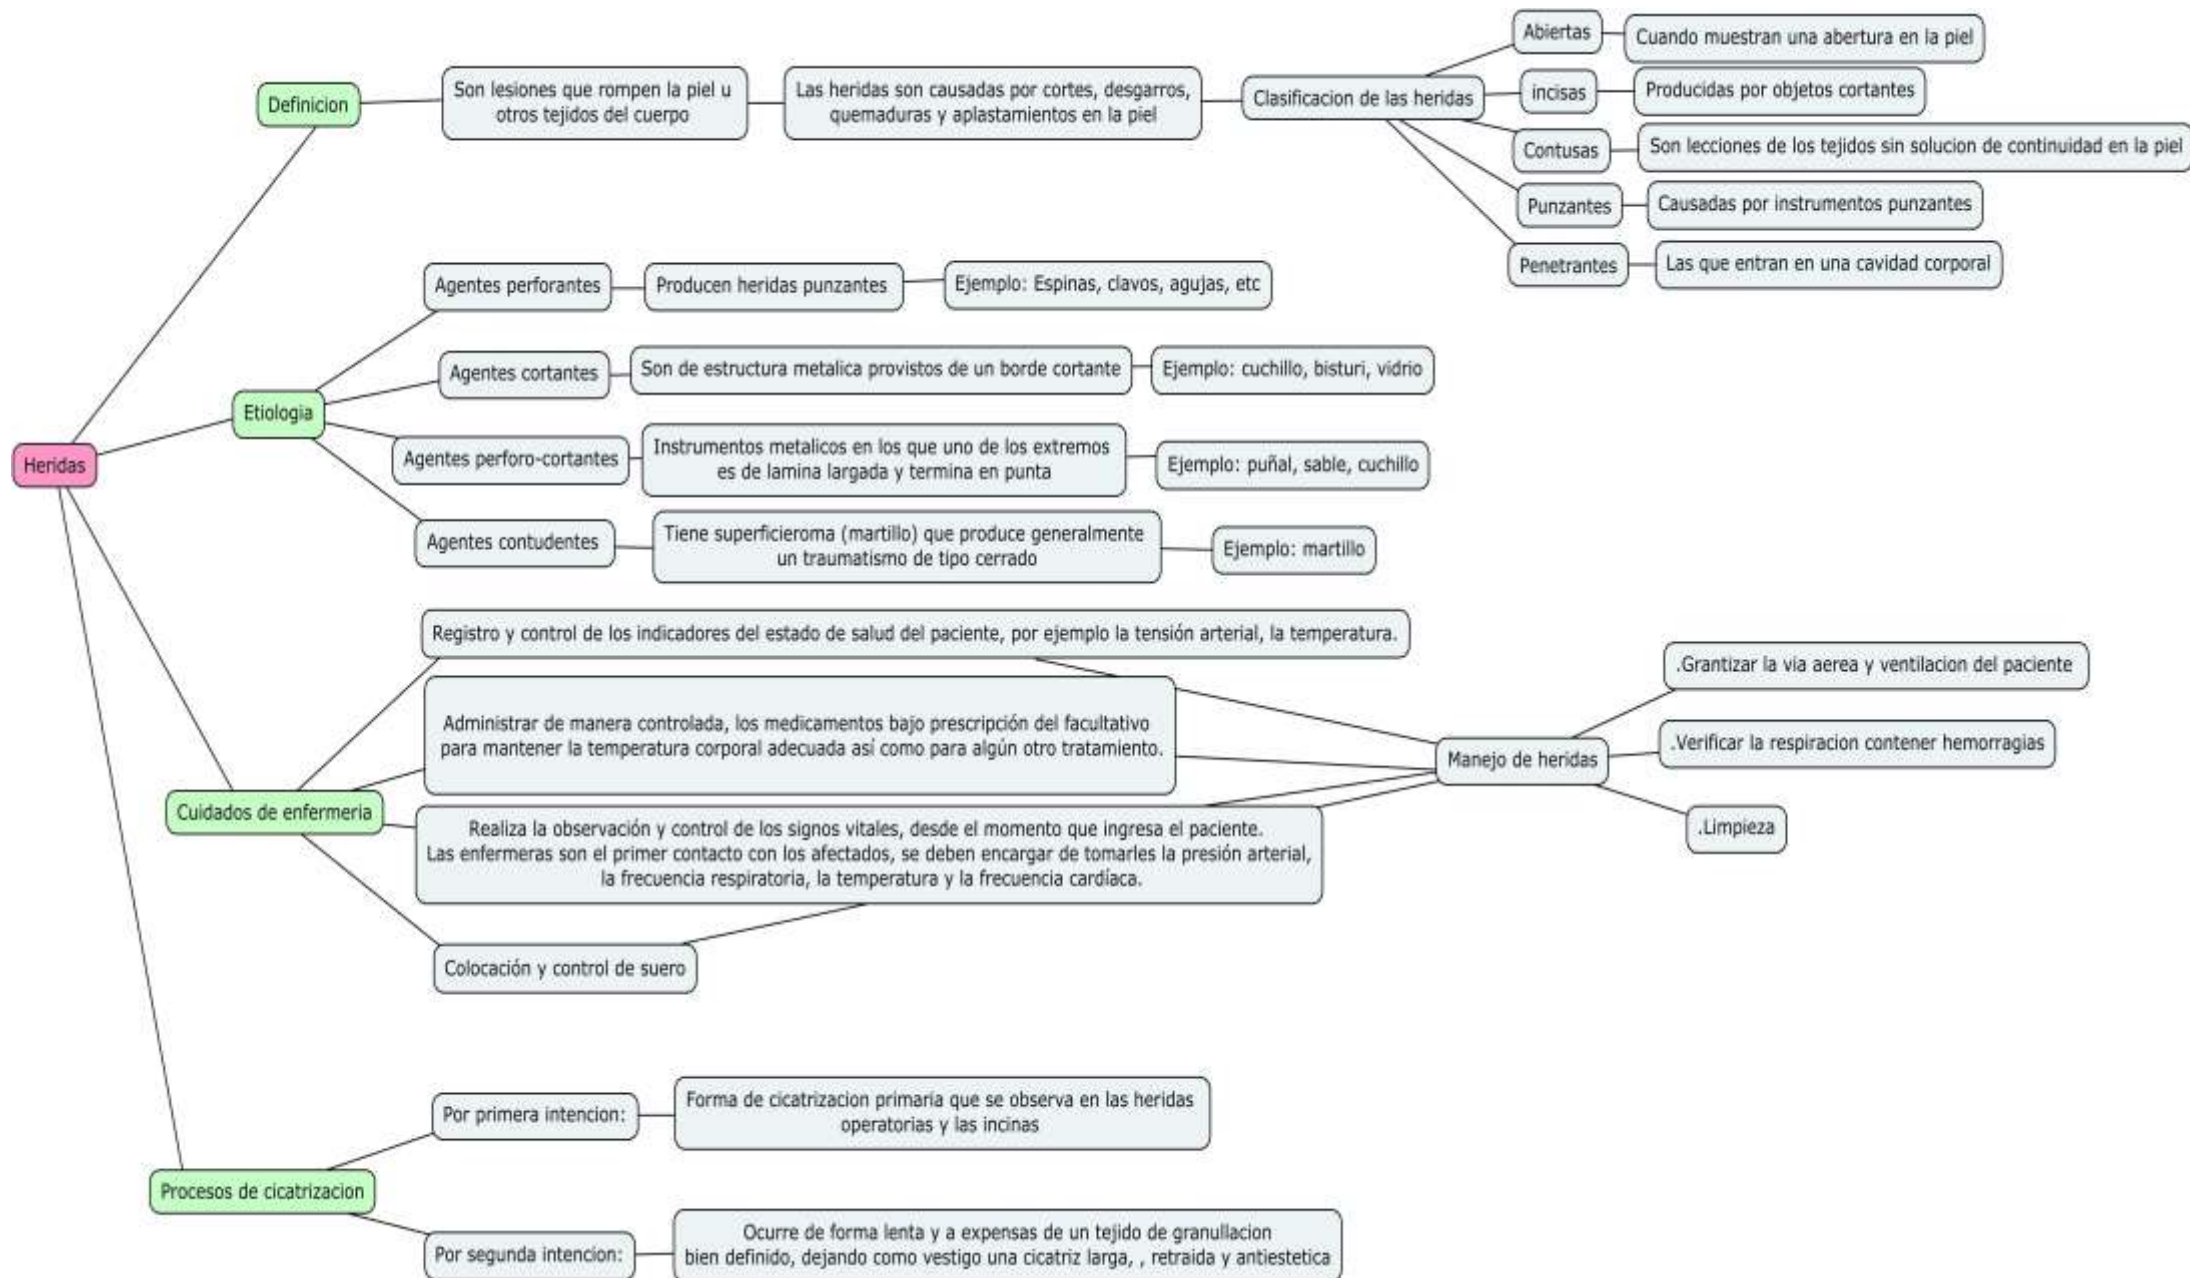 Heridas
Definicion
Son lesiones que rompen la piel u
otros tejidos del cuerpo
Las heridas son causadas por cortes, desgarros,
quemaduras y aplastamientos en la piel
Clasificacion de las heridas
Abiertas
Cuando muestran una abertura en la piel
incisas
Producidas por objetos cortantes
Contusas
Son lecciones de los tejidos sin solucion de continuidad en la piel
Punzantes
Causadas por instrumentos punzantes
Penetrantes
Las que entran en una cavidad corporal
Etiologia
Agentes perforantes
Producen heridas punzantes
Ejemplo: Espinas, clavos, agujas, etc
Agentes cortantes
Son de estructura metalica provistos de un borde cortante
Ejemplo: cuchillo, bisturi, vidrio
Agentes perforo-cortantes
Instrumentos metalicos en los que uno de los extremos
es de lamina largada y termina en punta
Ejemplo: puñal, sable, cuchillo
Agentes contudentes
Tiene superficieroma (martillo) que produce generalmente
un traumatismo de tipo cerrado
Ejemplo: martillo
Cuidados de enfermeria
Registro y control de los indicadores del estado de salud del paciente, por ejemplo la tensión arterial, la temperatura.
Administrar de manera controlada, los medicamentos bajo prescripción del facultativo
para mantener la temperatura corporal adecuada así como para algún otro tratamiento.
Realiza la observación y control de los signos vitales, desde el momento que ingresa el paciente.
Las enfermeras son el primer contacto con los afectados, se deben encargar de tomarles la presión arterial,
la frecuencia respiratoria, la temperatura y la frecuencia cardíaca.
Colocación y control de suero
Manejo de heridas
.Grantizar la via aerea y ventilacion del paciente
.Verificar la respiracion contener hemorragias
.Limpieza
Procesos de cicatrizacion
Por primera intencion:
Forma de cicatrizacion primaria que se observa en las heridas
operatorias y las incinas
Por segunda intencion:
Ocurre de forma lenta y a expensas de un tejido de granullacion
bien definido, dejando como vestigo una cicatriz larga, , retraida y antiestetica